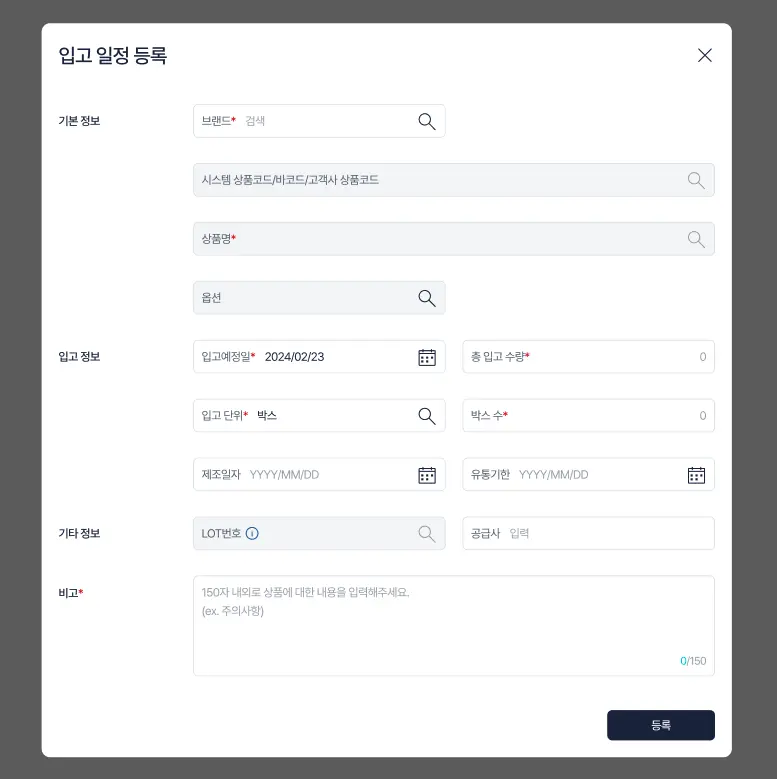 입고 일정 등록
기본 정보
브랜드* 검색
시스템 상품코드/바코드/고객사 상품코드
상품명*
옵션
입고 정보
입고예정일* 2024/02/23
총 입고 수량* 0
입고 단위* 박스
박스 수* 0
제조일자 YYYY/MM/DD
유통기한 YYYY/MM/DD
기타 정보
LOT번호
공급사 입력
비고*
150자 내외로 상품에 대한 내용을 입력해주세요.
(ex. 주의사항)
0/150
등록